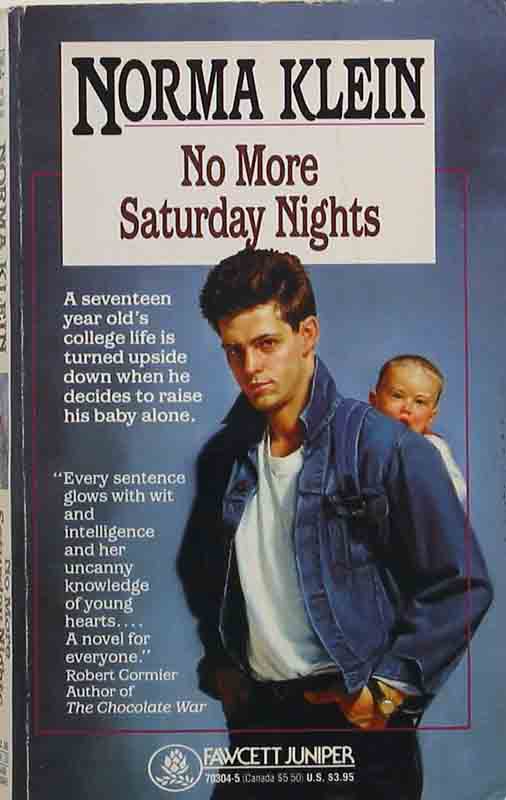 NORMA KLEIN
No More
Saturday Nights
A seventeen
year old's
college life is
turned upside
down when he
decides to raise
his baby alone.
"Every sentence
glows with wit
and
intelligence
and her
uncanny
knowledge
of young
hearts....
A novel for
everyone."
Robert Cormier
Author of
The Chocolate War
FAWCETT JUNIPER
70304-5 (Canada $5.50) U.S. $3.95
NORMA KLEIN
No More
Saturday Nights